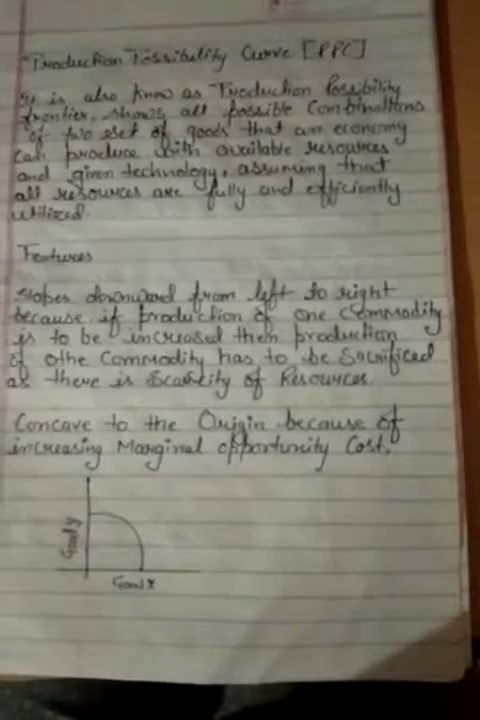 Production Possibility Curve [PPC]
It is also know as Production Possibility
frontier, shows all possible Combinations
of two set of goods that an economy
can produce with available resources
and given technology, assuming that
all resources are fully and efficiently
utilized.
Features
Slopes downward from left to right
because if production of one Commodity
is to be increased then production
of othe Commodity has to be Sacrificed
as there is Scarcity of Resources.
Concave to the Origin because of
increasing Marginal opportunity Cost.
Good y
Good x